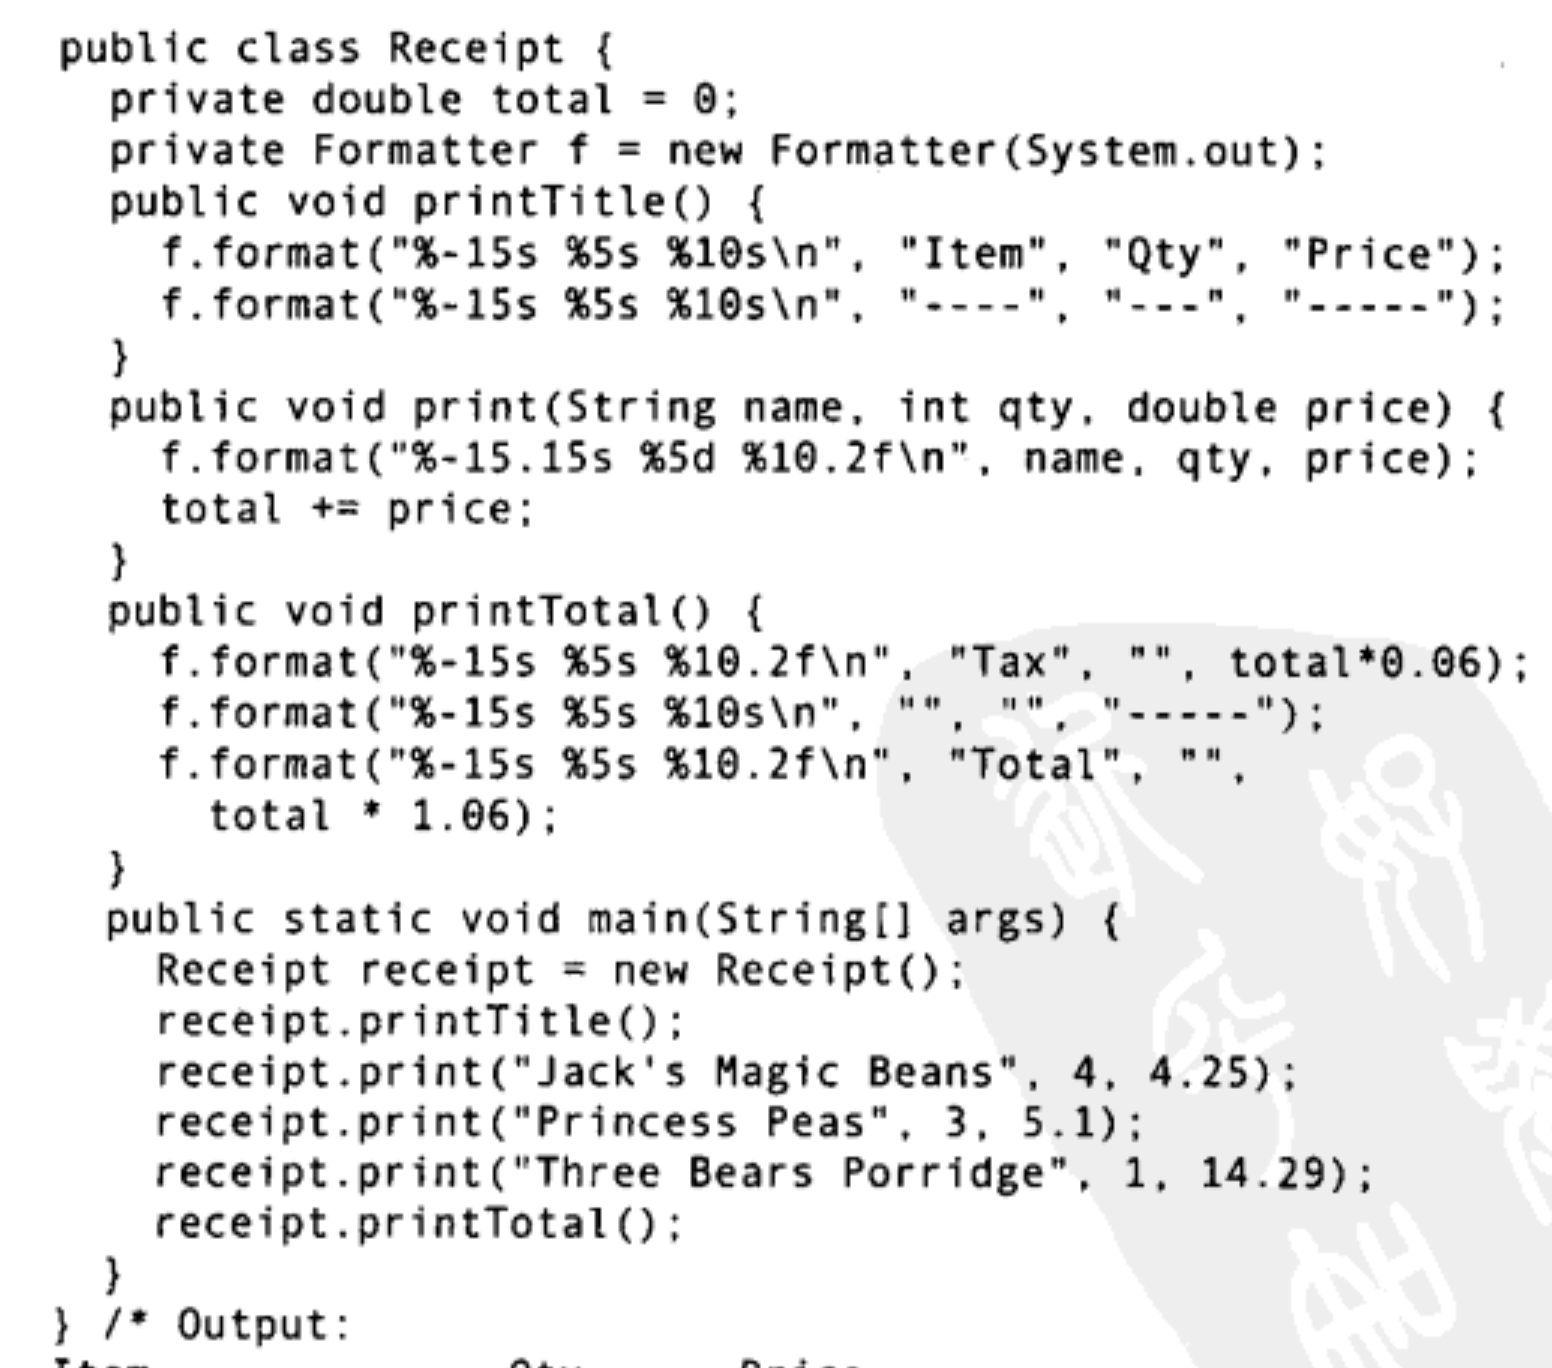 public class Receipt {
private double total = 0;
private Formatter f = new Formatter(System.out);
public void printTitle() {
f.format("%-15s %5s %10s\n", "Item", "Qty", "Price");
f.format("%-15s %5s %10s\n", "----", "---", "-----");
}
public void print(String name, int qty, double price) {
f.format("%-15.15s %5d %10.2f\n", name, qty, price);
total += price;
}
public void printTotal() {
f.format("%-15s %5s %10.2f\n", "Tax", "", total*0.06);
f.format("%-15s %5s %10s\n", "", "", "-----");
f.format("%-15s %5s %10.2f\n", "Total", "",
total * 1.06);
}
public static void main(String[] args) {
Receipt receipt = new Receipt();
receipt.printTitle();
receipt.print("Jack's Magic Beans", 4, 4.25);
receipt.print("Princess Peas", 3, 5.1);
receipt.print("Three Bears Porridge", 1, 14.29);
receipt.printTotal();
}
} /* Output:
Item Qty Price